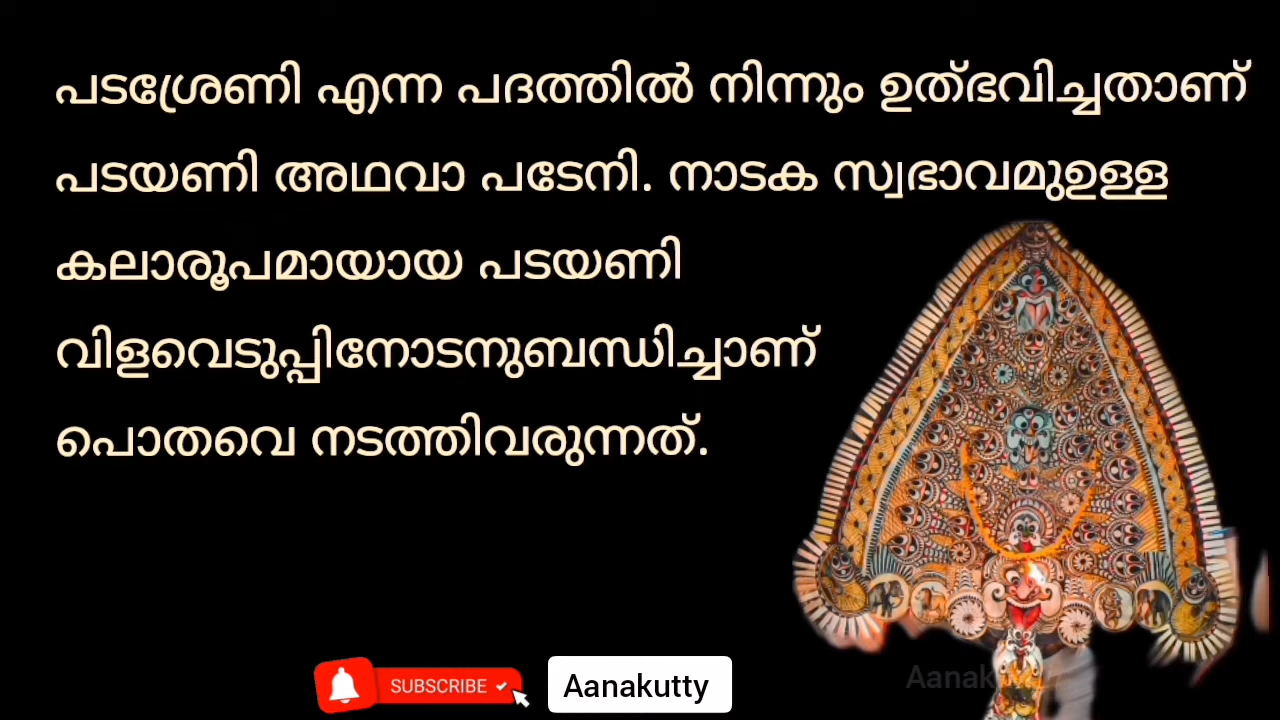 പടശ്രേണി എന്ന പദത്തിൽ നിന്നും ഉത്ഭവിച്ചതാണ്
പടയണി അഥവാ പടേനി. നാടക സ്വഭാവമുഉള്ള
കലാരൂപമായായ പടയണി
വിളവെടുപ്പിനോടനുബന്ധിച്ചാണ്
പൊതവെ നടത്തിവരുന്നത്.
SUBSCRIBE
Aanakutty